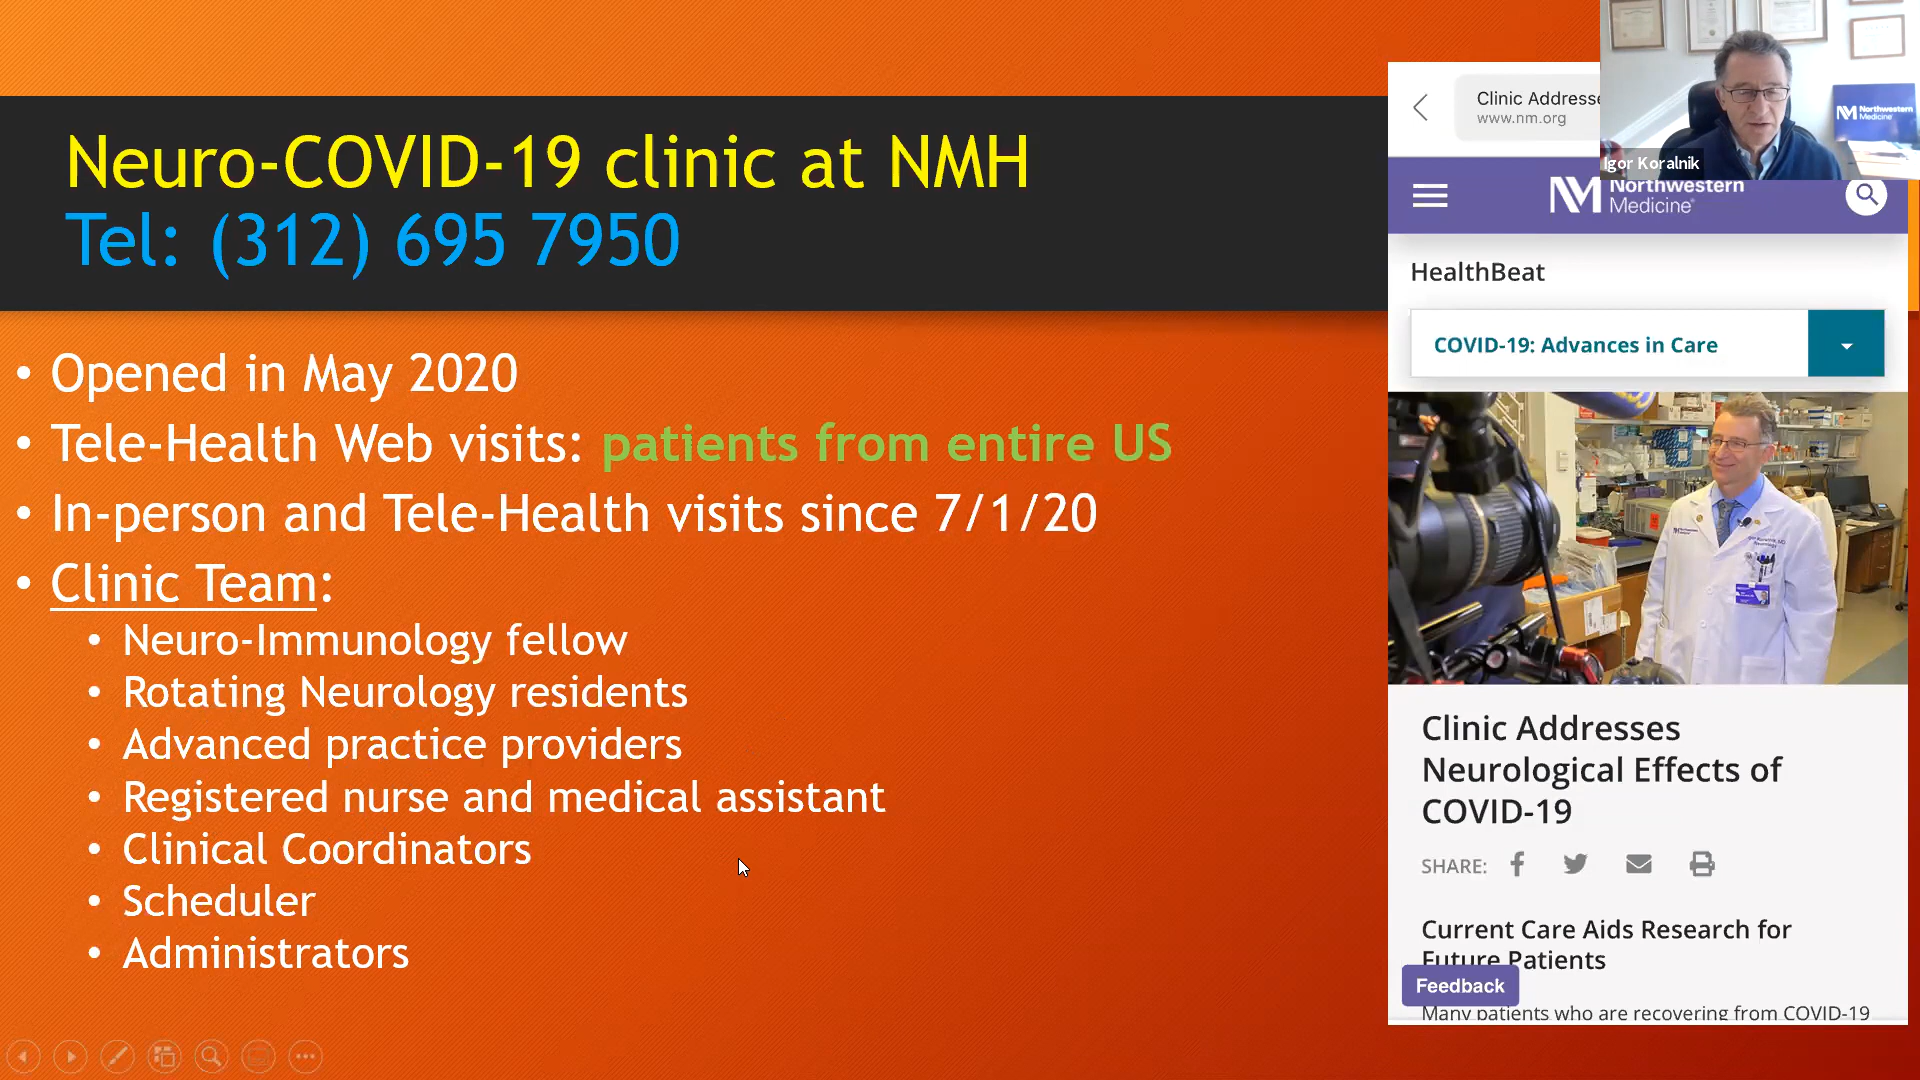 Neuro-COVID-19 clinic at NMH
Tel: (312) 695 7950
• Opened in May 2020
• Tele-Health Web visits: patients from entire US
• In-person and Tele-Health visits since 7/1/20
• Clinic Team:
• Neuro-Immunology fellow
• Rotating Neurology residents
• Advanced practice providers
• Registered nurse and medical assistant
• Clinical Coordinators
• Scheduler
• Administrators
Clinic Addresse
www.nm.org
Northwestern
Medicine
Igor Koralnik
Northwestern
Medicine®
HealthBeat
COVID-19: Advances in Care
Clinic Addresses
Neurological Effects of
COVID-19
SHARE:
Current Care Aids Research for
Future Patients
Feedback
Many patients who are recovering from COVID-19